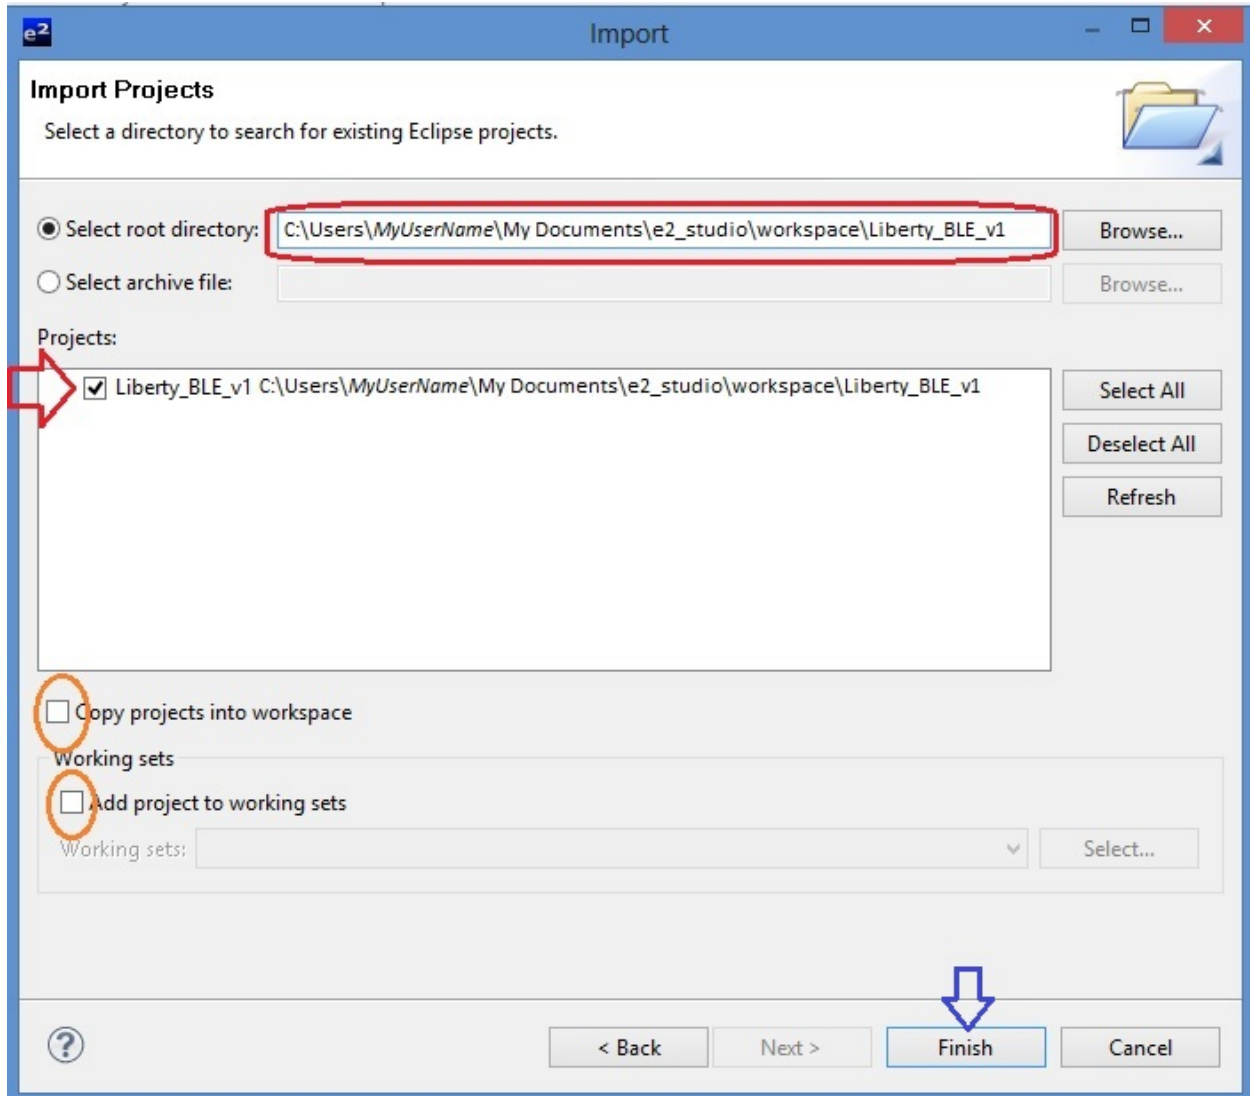 e2
Import
Import Projects
Select a directory to search for existing Eclipse projects.
Select root directory: C:\Users\MyUserName\My Documents\e2_studio\workspace\Liberty_BLE_v1 Browse...
Select archive file: Browse...
Projects:
Liberty_BLE_v1 C:\Users\MyUserName\My Documents\e2_studio\workspace\Liberty_BLE_v1
Select All
Deselect All
Refresh
Copy projects into workspace
Working sets
Add project to working sets
Working sets: Select...
? < Back Next > Finish Cancel